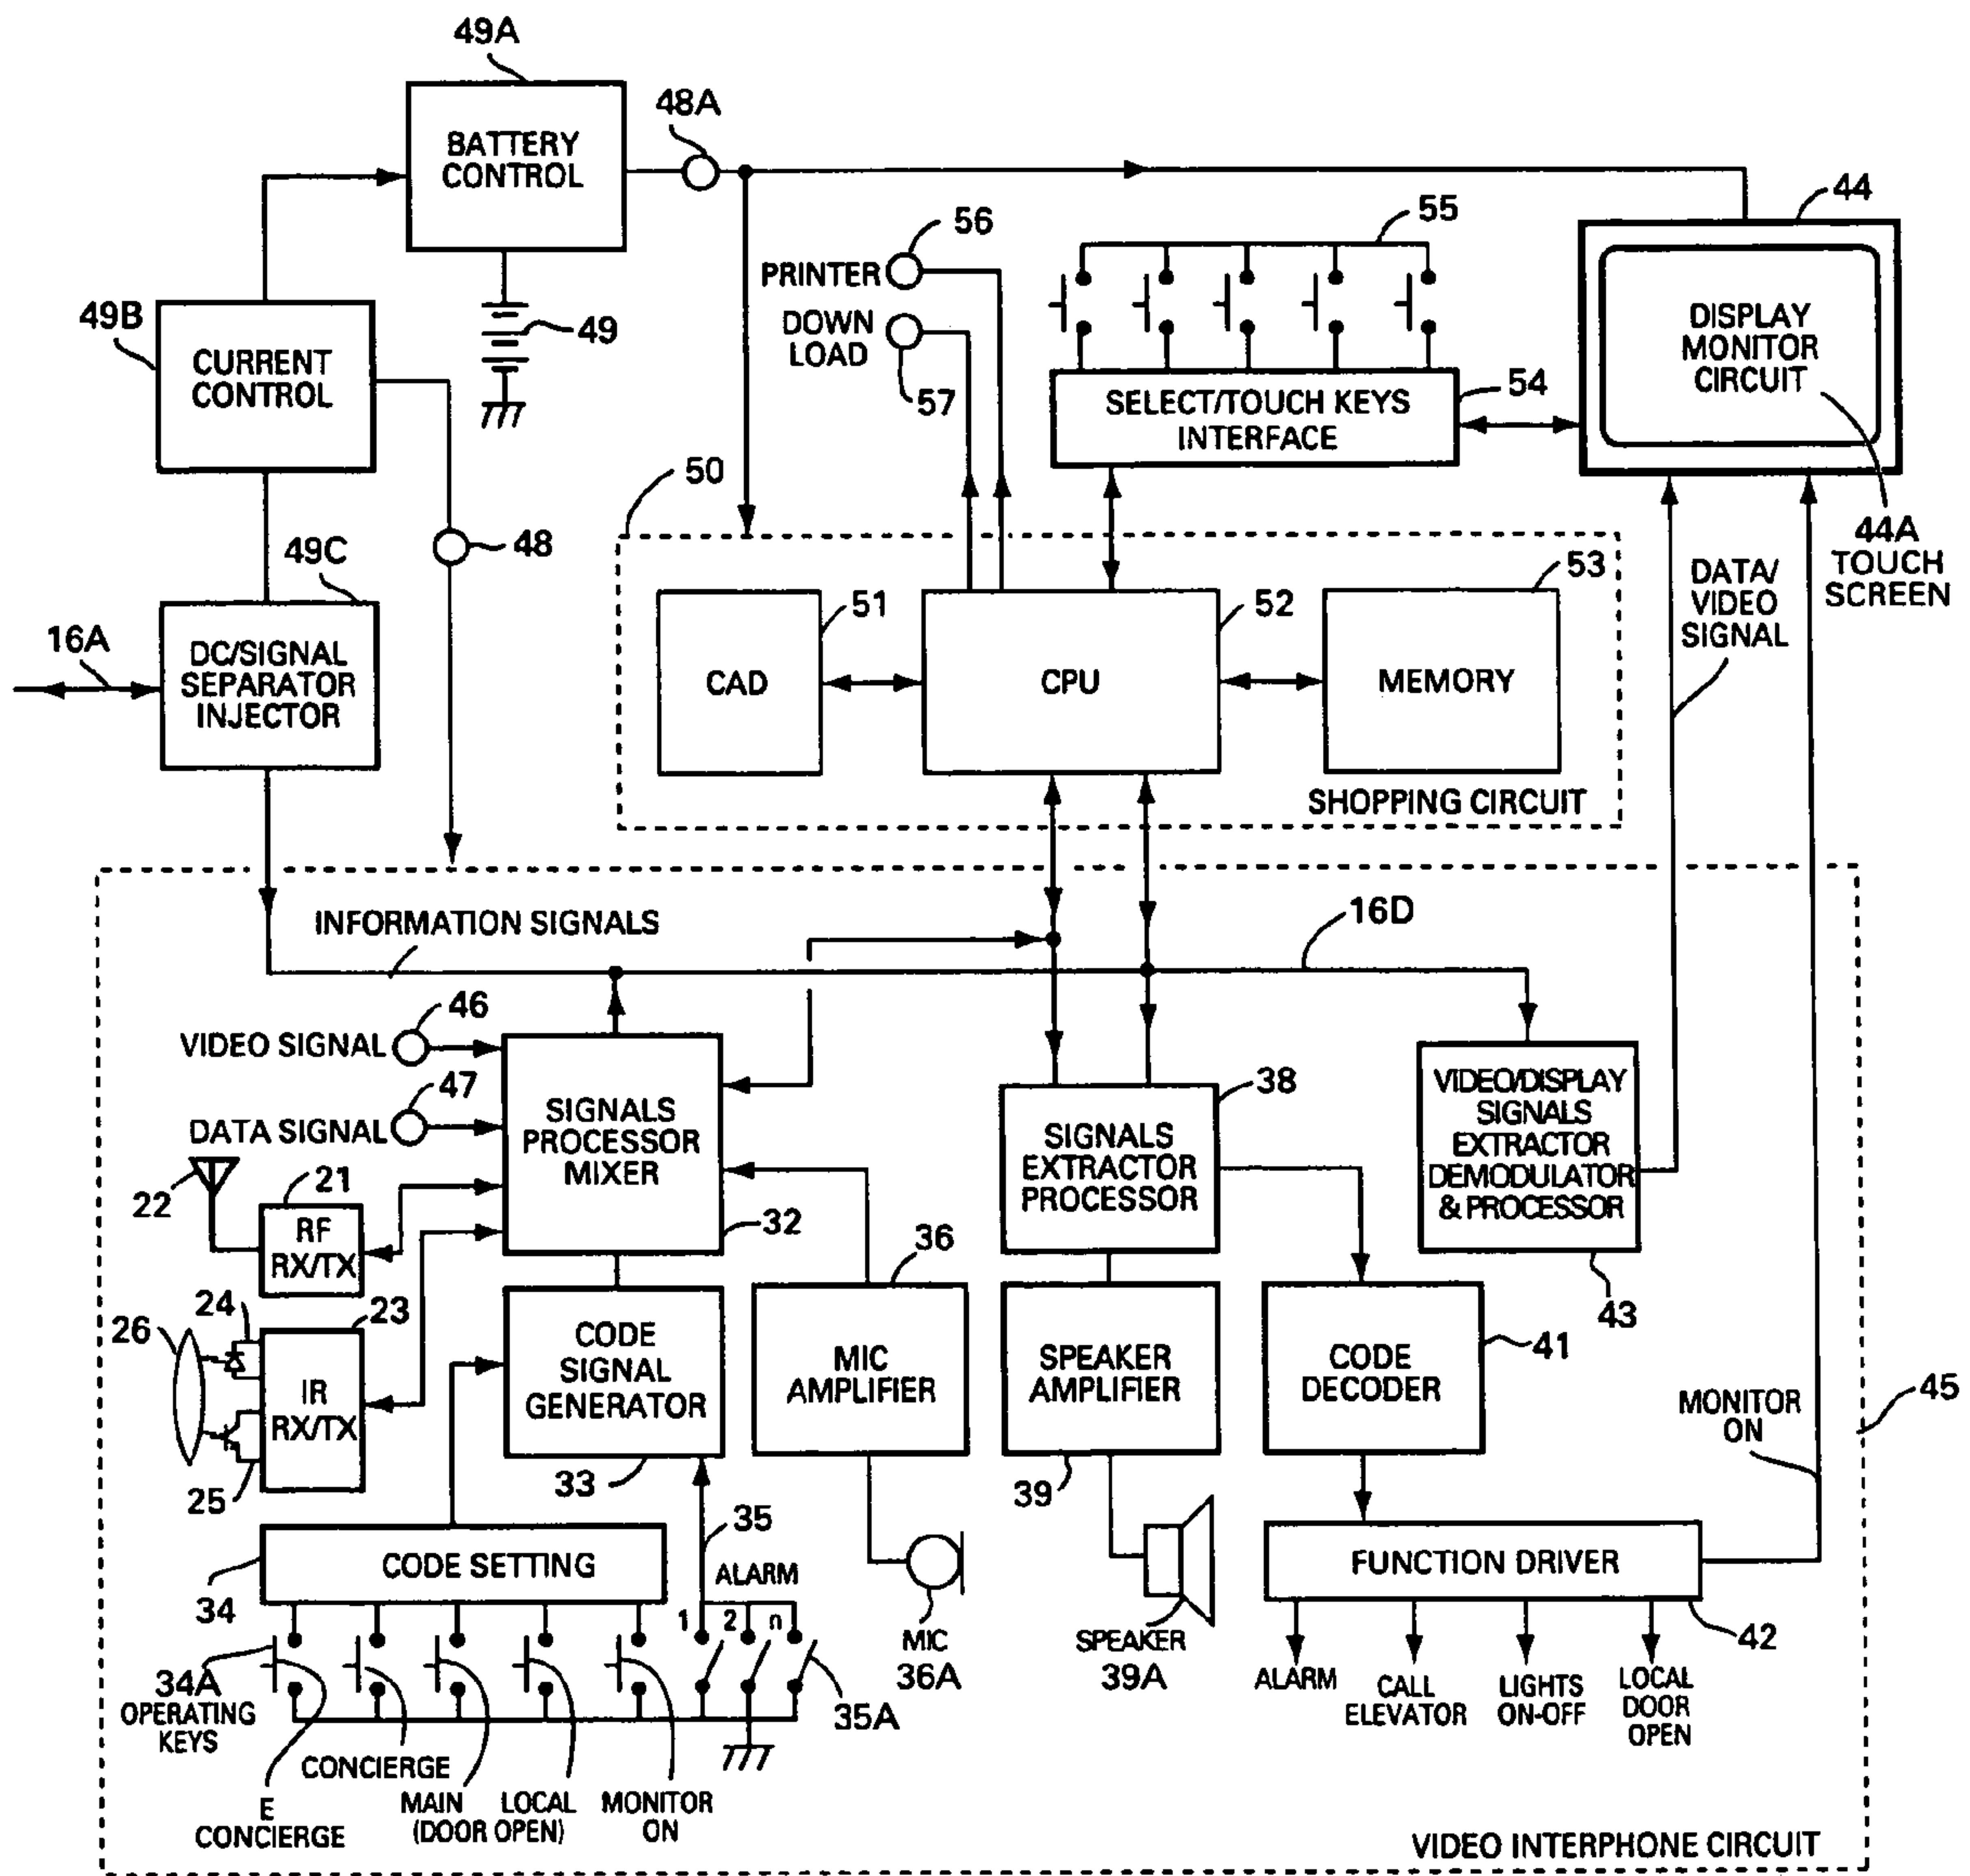 49A
48A
BATTERY
CONTROL
44
56
55
PRINTER
49B
49
DOWN
LOAD
DISPLAY
MONITOR
CIRCUIT
CURRENT
CONTROL
57
54
SELECT/TOUCH KEYS
INTERFACE
50
48
49C
44A
TOUCH
SCREEN
53
DATA/
VIDEO
SIGNAL
51
52
16A
DC/SIGNAL
SEPARATOR
INJECTOR
CAD
CPU
MEMORY
SHOPPING CIRCUIT
INFORMATION SIGNALS
16D
46
VIDEO SIGNAL
47
DATA SIGNAL
SIGNALS
PROCESSOR
MIXER
38
SIGNALS
EXTRACTOR
PROCESSOR
VIDEO/DISPLAY
SIGNALS
EXTRACTOR
DEMODULATOR
& PROCESSOR
22
21
RF
RX/TX
32
36
43
24
23
26
IR
RX/TX
25
CODE
SIGNAL
GENERATOR
33
MIC
AMPLIFIER
SPEAKER
AMPLIFIER
39
CODE
DECODER
41
45
MONITOR
ON
35
CODE SETTING
34
ALARM
1
2
n
FUNCTION DRIVER
42
34A
OPERATING
KEYS
35A
MIC
36A
SPEAKER
39A
ALARM
CALL
ELEVATOR
LIGHTS
ON-OFF
LOCAL
DOOR
OPEN
CONCIERGE
E
CONCIERGE
MAIN LOCAL
(DOOR OPEN)
MONITOR
ON
VIDEO INTERPHONE CIRCUIT